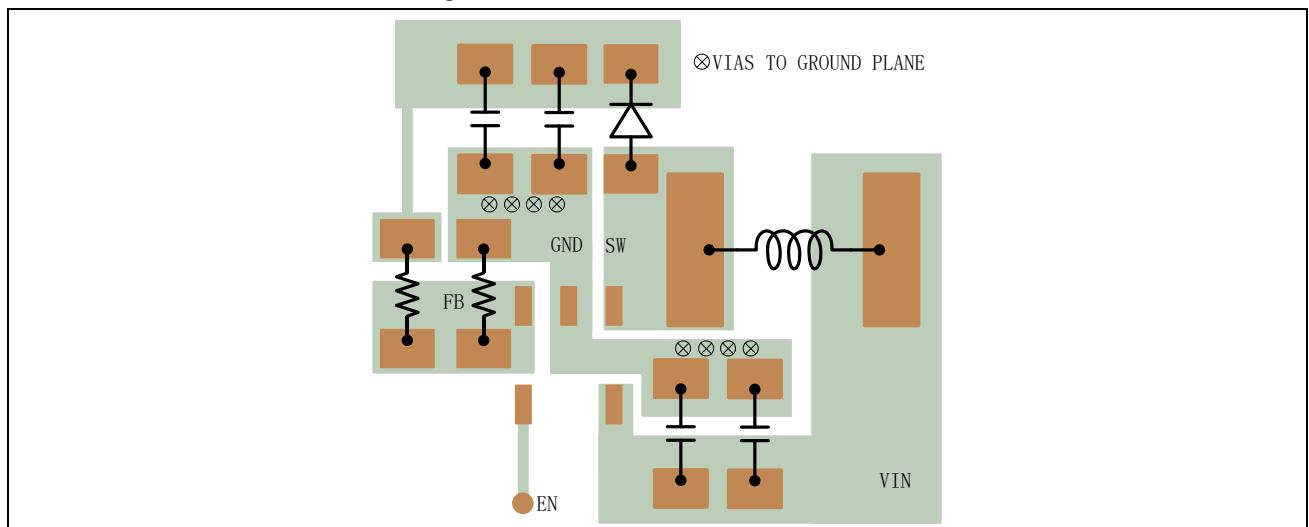 ⊗VIAS TO GROUND PLANE
GND
SW
FB
VIN
EN